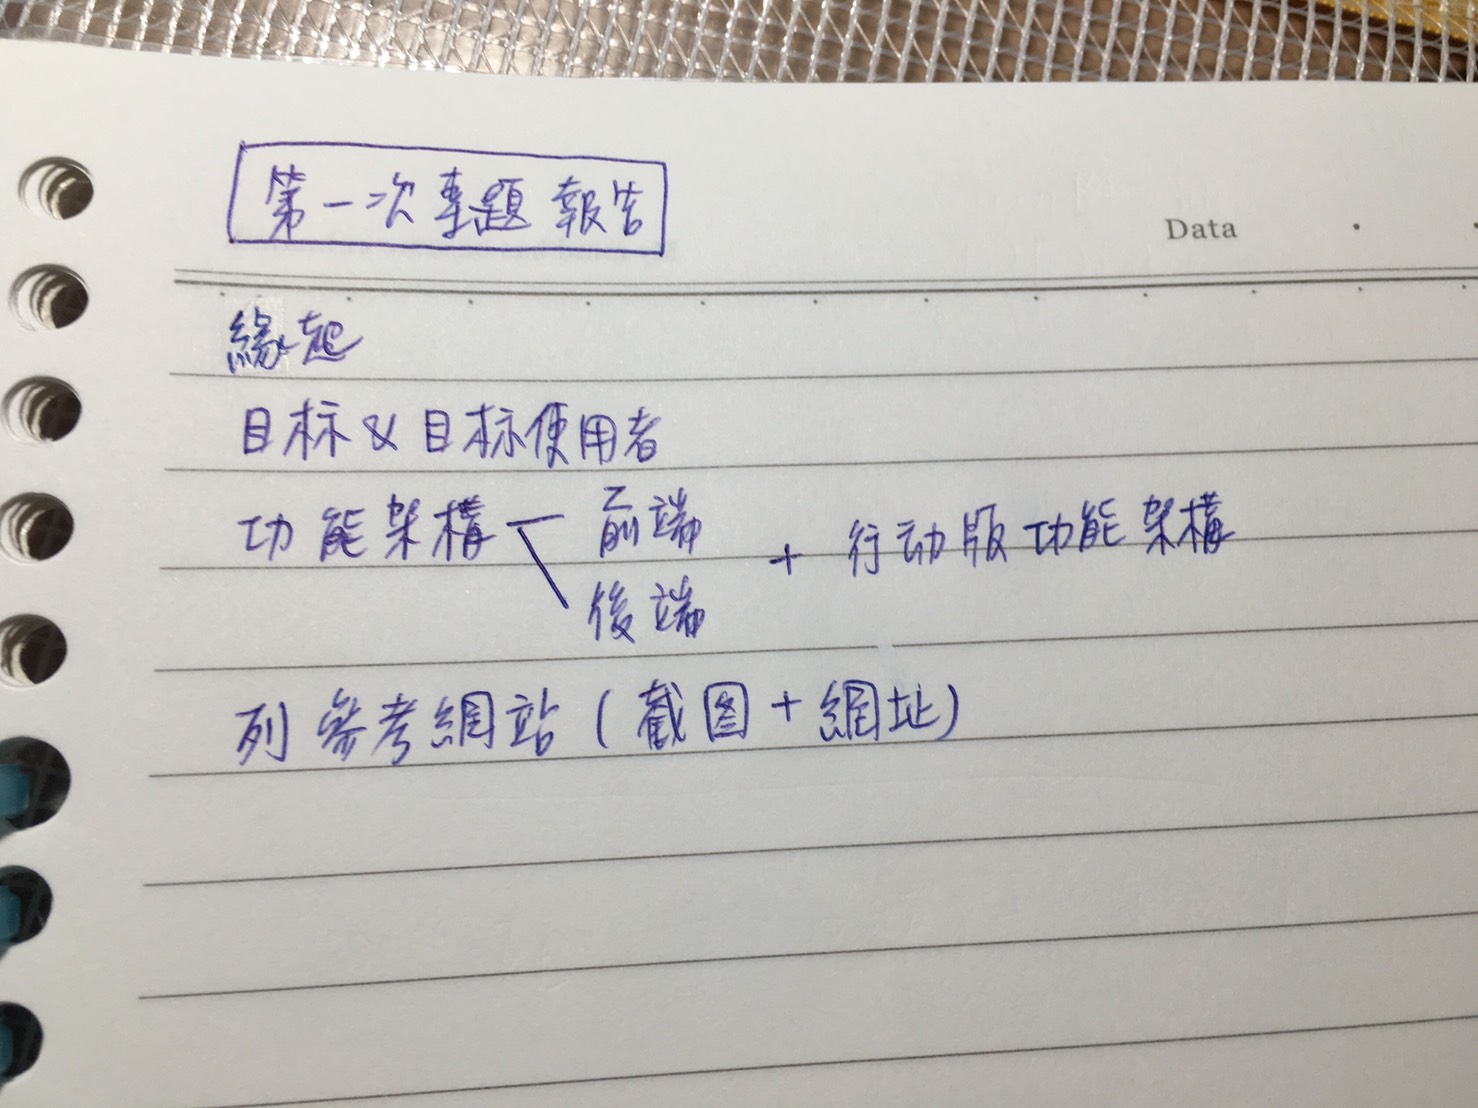 第一次專題報告
Data
緣起
目标 & 目标使用者
功能架構 前端 + 行动版功能架構
後端
列參考網站 (截图 + 網址)